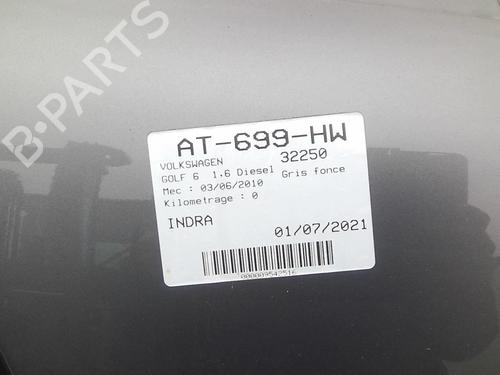 B-PARTS
AT-699-HW
VOLKSWAGEN 32250
GOLF 6 1.6 Diesel Gris fonce
Mec : 03/06/2010
Kilometrage : 0
INDRA 01/07/2021